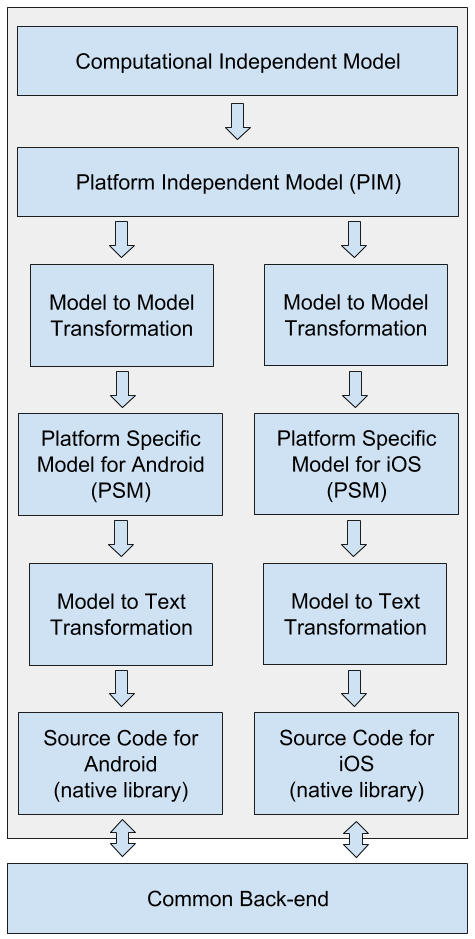 Computational Independent Model
Platform Independent Model (PIM)
Model to Model
Transformation
Model to Model
Transformation
Platform Specific
Model for Android
(PSM)
Platform Specific
Model for iOS
(PSM)
Model to Text
Transformation
Model to Text
Transformation
Source Code for
Android
(native library)
Source Code for
iOS
(native library)
Common Back-end